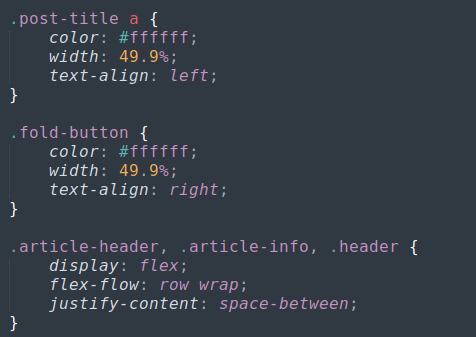 .post-title a {
    color: #ffffff;
    width: 49.9%;
    text-align: left;
}

.fold-button {
    color: #ffffff;
    width: 49.9%;
    text-align: right;
}

.article-header, .article-info, .header {
    display: flex;
    flex-flow: row wrap;
    justify-content: space-between;
}